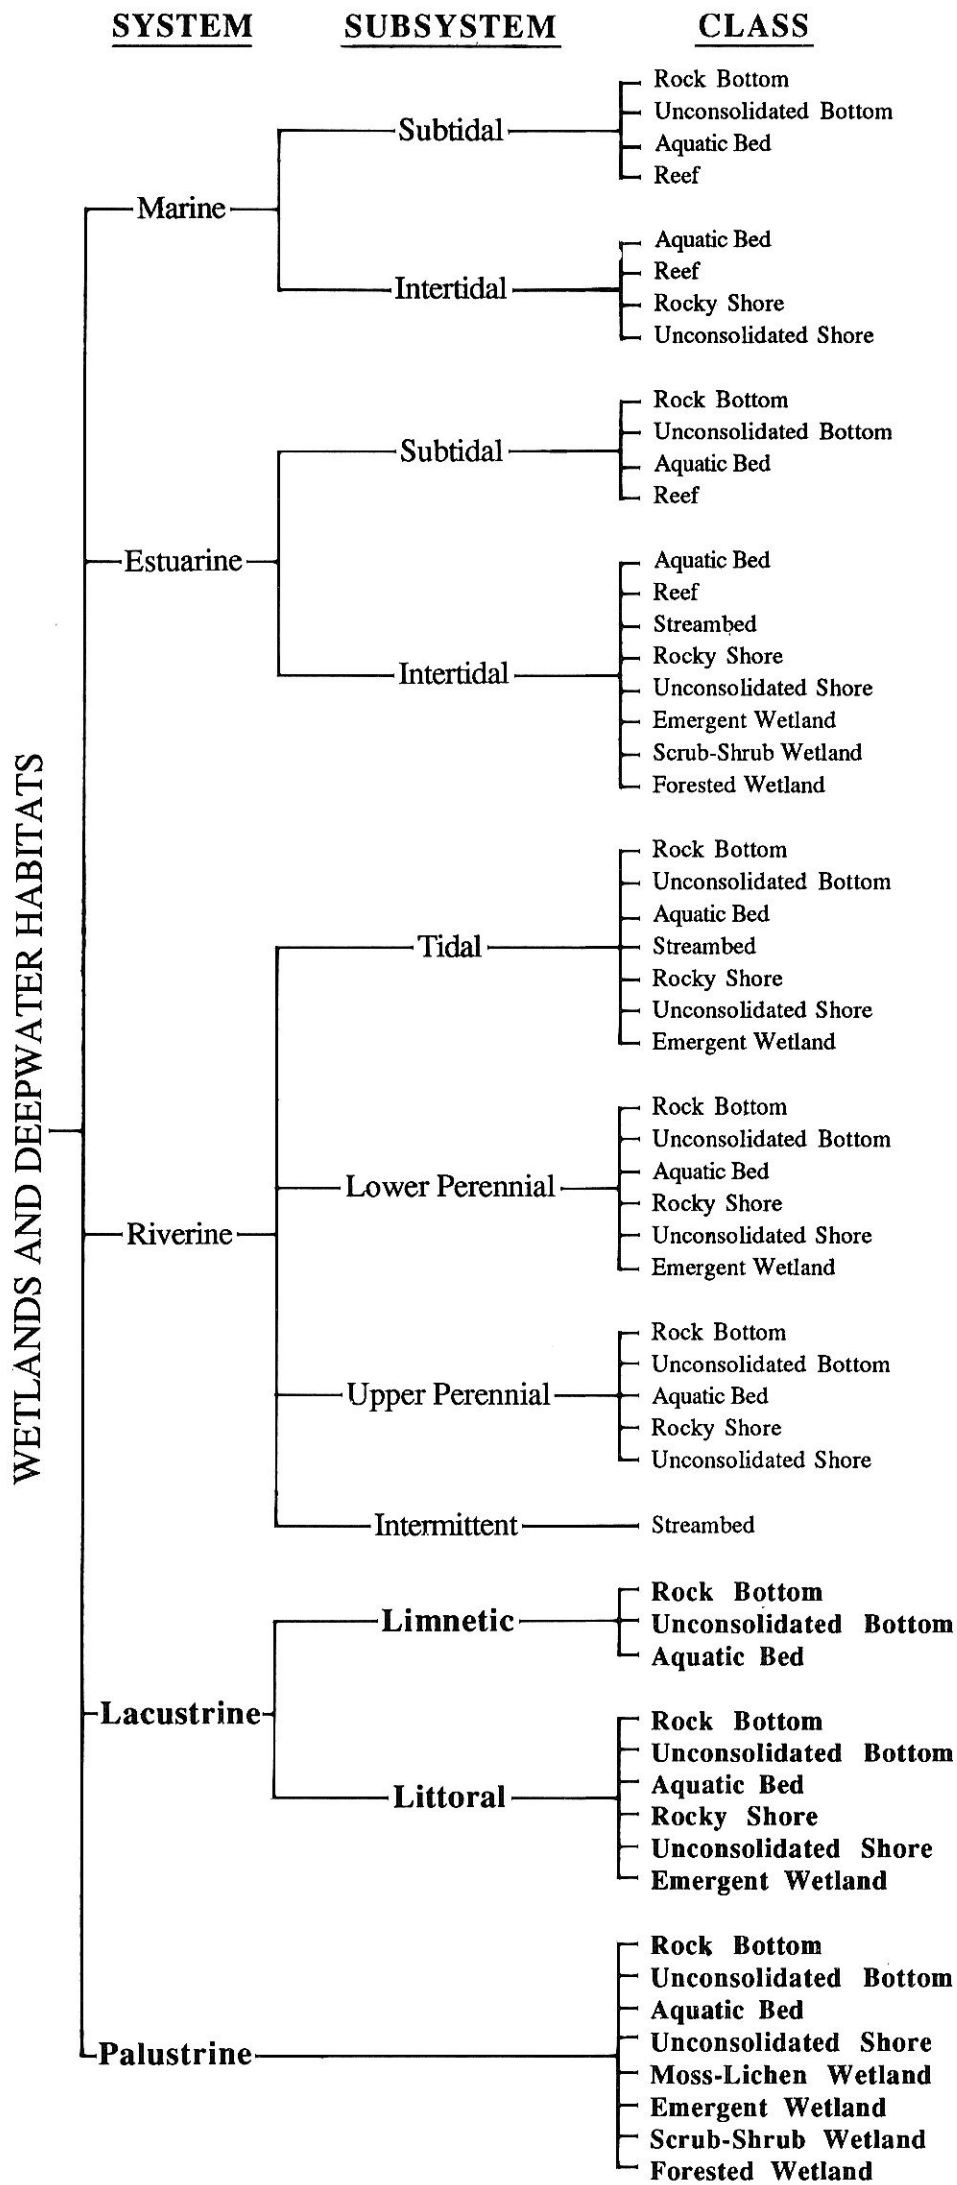 SYSTEM SUBSYSTEM CLASS
WETLANDS AND DEEPWATER HABITATS
Marine
Subtidal
Rock Bottom
Unconsolidated Bottom
Aquatic Bed
Reef
Intertidal
Aquatic Bed
Reef
Rocky Shore
Unconsolidated Shore
Estuarine
Subtidal
Rock Bottom
Unconsolidated Bottom
Aquatic Bed
Reef
Intertidal
Aquatic Bed
Reef
Streambed
Rocky Shore
Unconsolidated Shore
Emergent Wetland
Scrub-Shrub Wetland
Forested Wetland
Riverine
Tidal
Rock Bottom
Unconsolidated Bottom
Aquatic Bed
Streambed
Rocky Shore
Unconsolidated Shore
Emergent Wetland
Lower Perennial
Rock Bottom
Unconsolidated Bottom
Aquatic Bed
Rocky Shore
Unconsolidated Shore
Emergent Wetland
Upper Perennial
Rock Bottom
Unconsolidated Bottom
Aquatic Bed
Rocky Shore
Unconsolidated Shore
Intermittent
Streambed
Lacustrine
Limnetic
Rock Bottom
Unconsolidated Bottom
Aquatic Bed
Littoral
Rock Bottom
Unconsolidated Bottom
Aquatic Bed
Rocky Shore
Unconsolidated Shore
Emergent Wetland
Palustrine
Rock Bottom
Unconsolidated Bottom
Aquatic Bed
Unconsolidated Shore
Moss-Lichen Wetland
Emergent Wetland
Scrub-Shrub Wetland
Forested Wetland